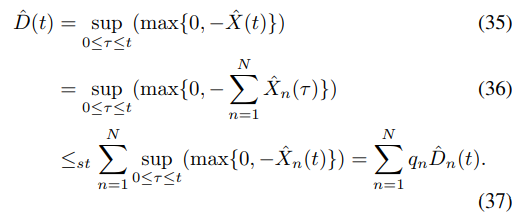 D̂(t) = sup_{0≤τ≤t} (max{0, −X̂(t)}) (35)
= sup_{0≤τ≤t} (max{0, −∑_{n=1}^{N} X̂_n(τ)}) (36)
≤_{st} ∑_{n=1}^{N} sup_{0≤τ≤t} (max{0, −X̂_n(t)}) = ∑_{n=1}^{N} q_n D̂_n(t).
(37)